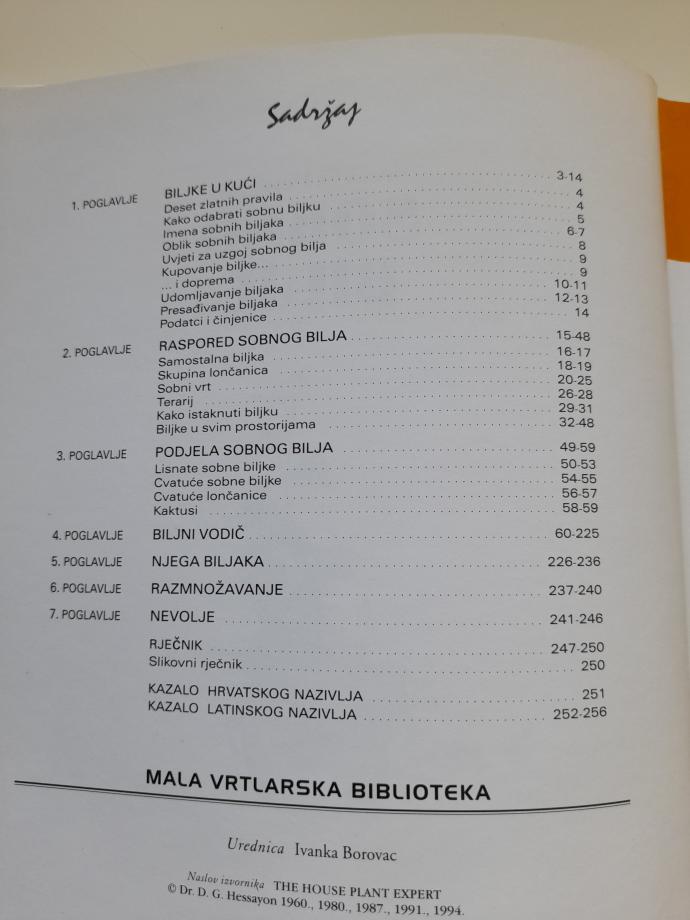 Sadržaj
1. POGLAVLJE BILJKE U KUĆI 3-14
Deset zlatnih pravila 4
Kako odabrati sobnu biljku 4
Imena sobnih biljaka 5
Oblik sobnih biljaka 6-7
Uvjeti za uzgoj sobnog bilja 8
Kupovanje biljke... 9
... i doprema 9
Udomljavanje biljaka 10-11
Presađivanje biljaka 12-13
Podatci i činjenice 14
2. POGLAVLJE RASPORED SOBNOG BILJA 15-48
Samostalna biljka 16-17
Skupina lončanica 18-19
Sobni vrt 20-25
Terarij 26-28
Kako istaknuti biljku 29-31
Biljke u svim prostorijama 32-48
3. POGLAVLJE PODJELA SOBNOG BILJA 49-59
Lisnate sobne biljke 50-53
Cvatuće sobne biljke 54-55
Cvatuće lončanice 56-57
Kaktusi 58-59
4. POGLAVLJE BILJNI VODIČ 60-225
5. POGLAVLJE NJEGA BILJAKA 226-236
6. POGLAVLJE RAZMNOŽAVANJE 237-240
7. POGLAVLJE NEVOLJE 241-246
RJEČNIK 247-250
Slikovni rječnik 250
KAZALO HRVATSKOG NAZIVLJA 251
KAZALO LATINSKOG NAZIVLJA 252-256
MALA VRTLARSKA BIBLIOTEKA
Urednica Ivanka Borovac
Naslov izvornika THE HOUSE PLANT EXPERT
© Dr. D. G. Hessayon 1960., 1980., 1987., 1991., 1994.